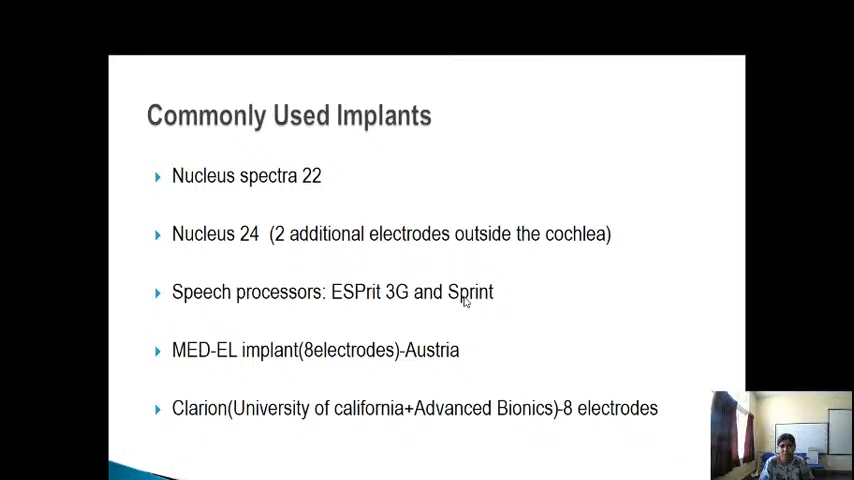 Commonly Used Implants
Nucleus spectra 22
Nucleus 24 (2 additional electrodes outside the cochlea)
Speech processors: ESPrit 3G and Sprint
MED-EL implant(8electrodes)-Austria
Clarion(University of california+Advanced Bionics)-8 electrodes